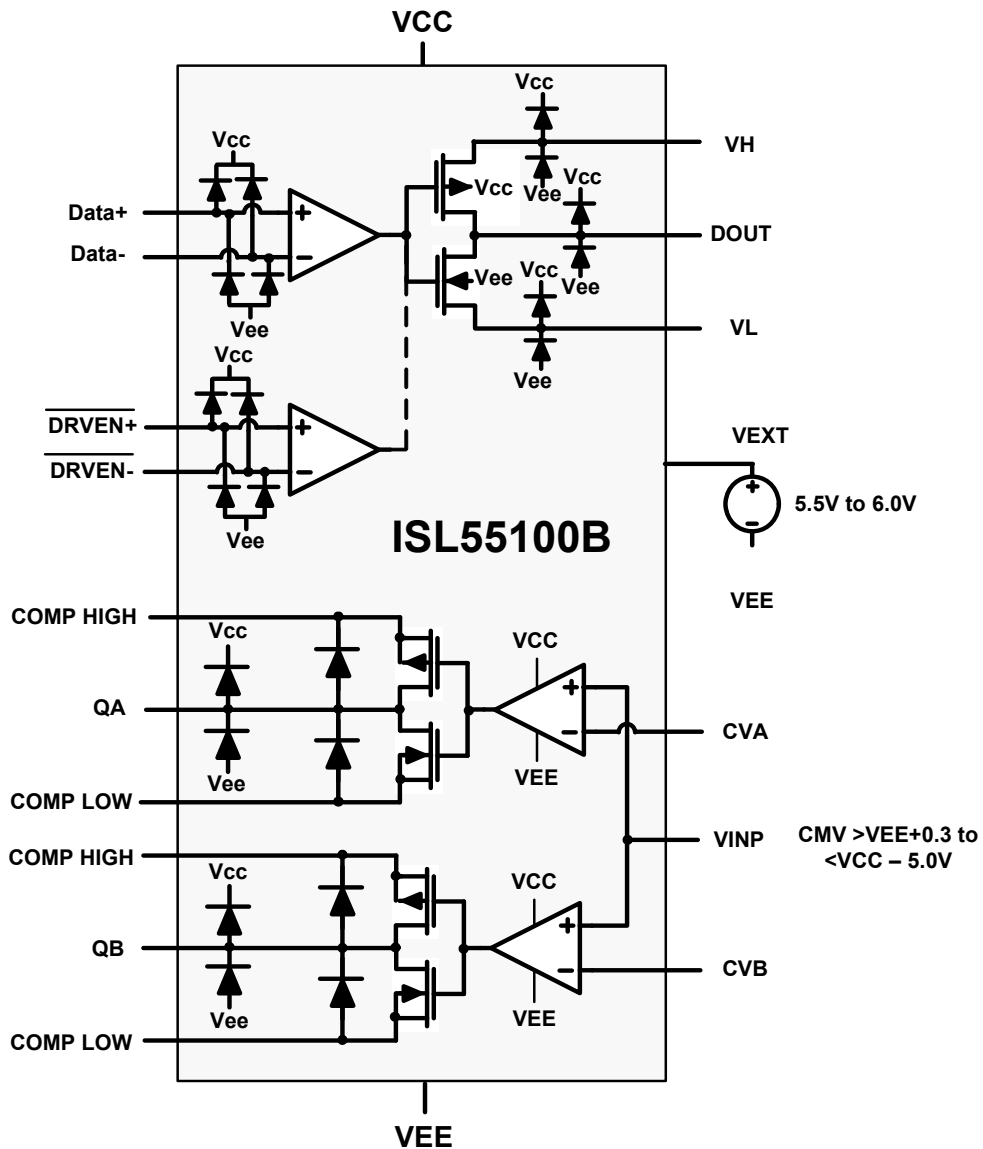 VCC
Vcc
VH
Vcc
Vcc
Vee
Vcc
Data+
+
DOUT
Data-
−
Vee
Vcc
Vee
Vee
VL
Vcc
Vee
DRVEN+
+
VEXT
DRVEN-
−
+
5.5V to 6.0V
−
Vee
ISL55100B
VEE
COMP HIGH
Vcc
VCC
+
QA
−
CVA
Vee
VEE
COMP LOW
VINP
CMV >VEE+0.3 to
<VCC – 5.0V
COMP HIGH
Vcc
VCC
+
QB
−
CVB
Vee
VEE
COMP LOW
VEE